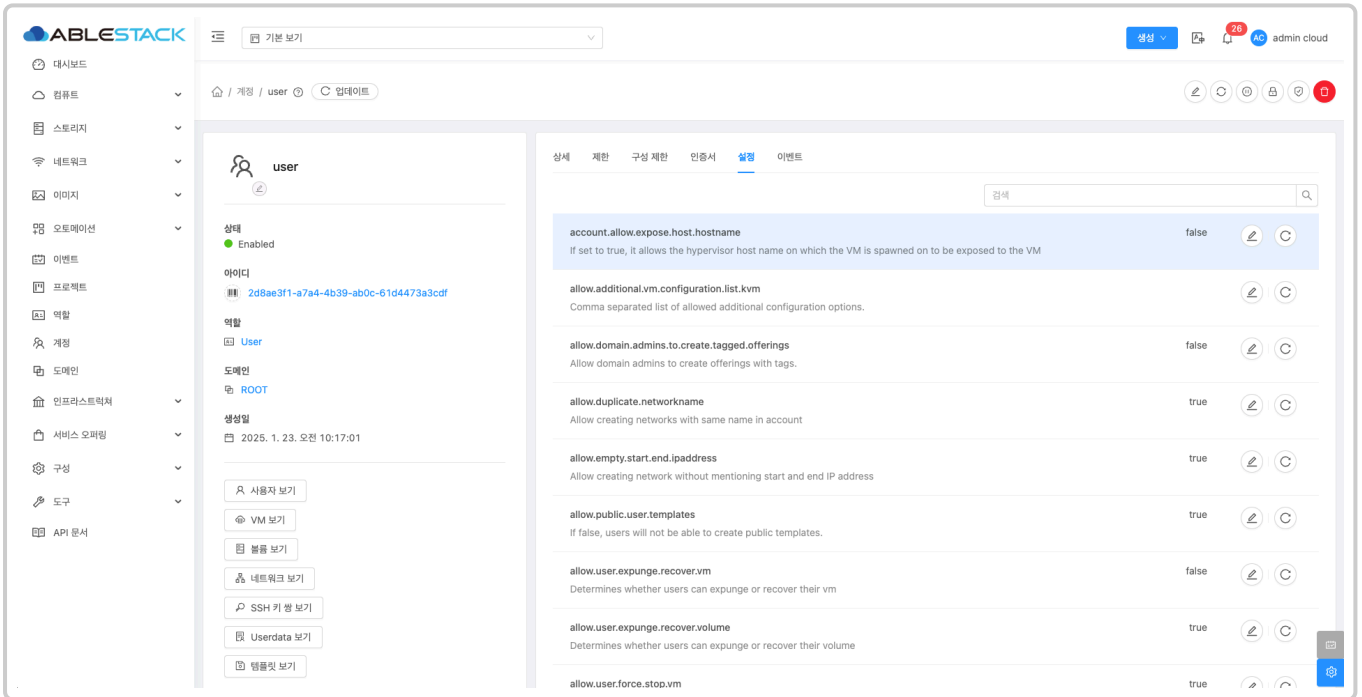 ABLESTACK
기본 보기
생성
26
AC
admin cloud
대시보드
컴퓨트
스토리지
네트워크
이미지
오토메이션
이벤트
프로젝트
역할
계정
도메인
인프라스트럭쳐
서비스 오퍼링
구성
도구
API 문서
/ 계정 / user
업데이트
user
상태
Enabled
아이디
2d8ae3f1-a7a4-4b39-ab0c-61d4473a3cdf
역할
User
도메인
ROOT
생성일
2025. 1. 23. 오전 10:17:01
사용자 보기
VM 보기
볼륨 보기
네트워크 보기
SSH 키 쌍 보기
Userdata 보기
템플릿 보기
상세 제한 구성 제한 인증서 설정 이벤트
검색
account.allow.expose.host.hostname false
If set to true, it allows the hypervisor host name on which the VM is spawned on to be exposed to the VM
allow.additional.vm.configuration.list.kvm
Comma separated list of allowed additional configuration options.
allow.domain.admins.to.create.tagged.offerings false
Allow domain admins to create offerings with tags.
allow.duplicate.networkname true
Allow creating networks with same name in account
allow.empty.start.end.ipaddress true
Allow creating network without mentioning start and end IP address
allow.public.user.templates true
If false, users will not be able to create public templates.
allow.user.expunge.recover.vm false
Determines whether users can expunge or recover their vm
allow.user.expunge.recover.volume true
Determines whether users can expunge or recover their volume
allow.user.force.stop.vm true